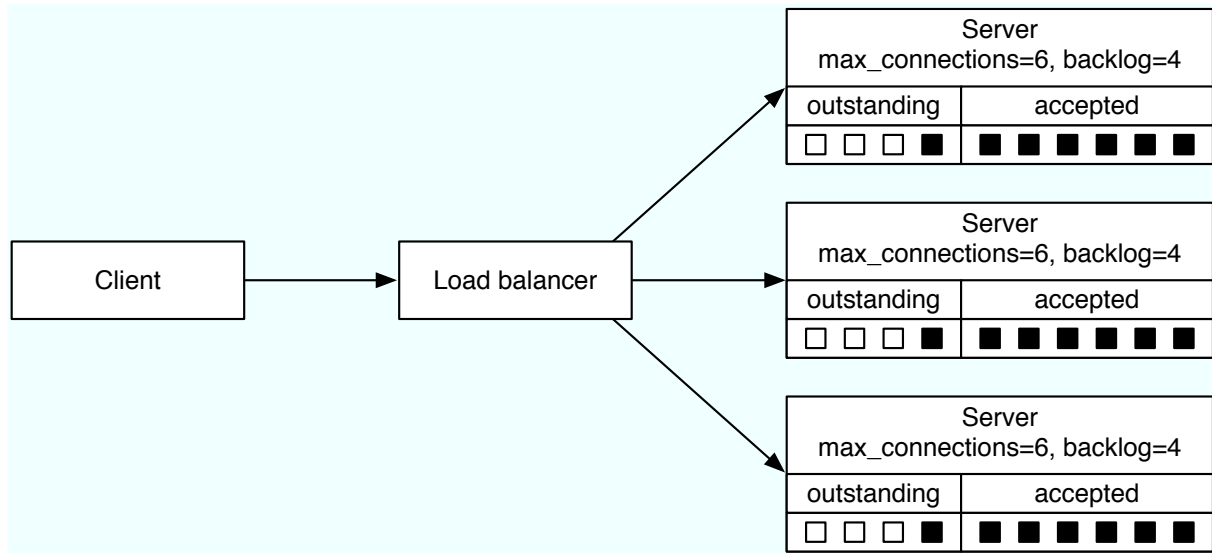 Server
max_connections=6, backlog=4
outstanding accepted
Client
Load balancer
Server
max_connections=6, backlog=4
outstanding accepted
Server
max_connections=6, backlog=4
outstanding accepted